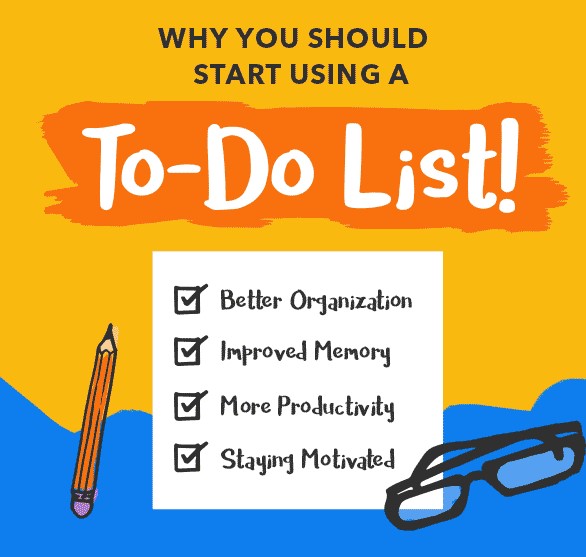 WHY YOU SHOULD
START USING A
To-Do List!
Better Organization
Improved Memory
More Productivity
Staying Motivated